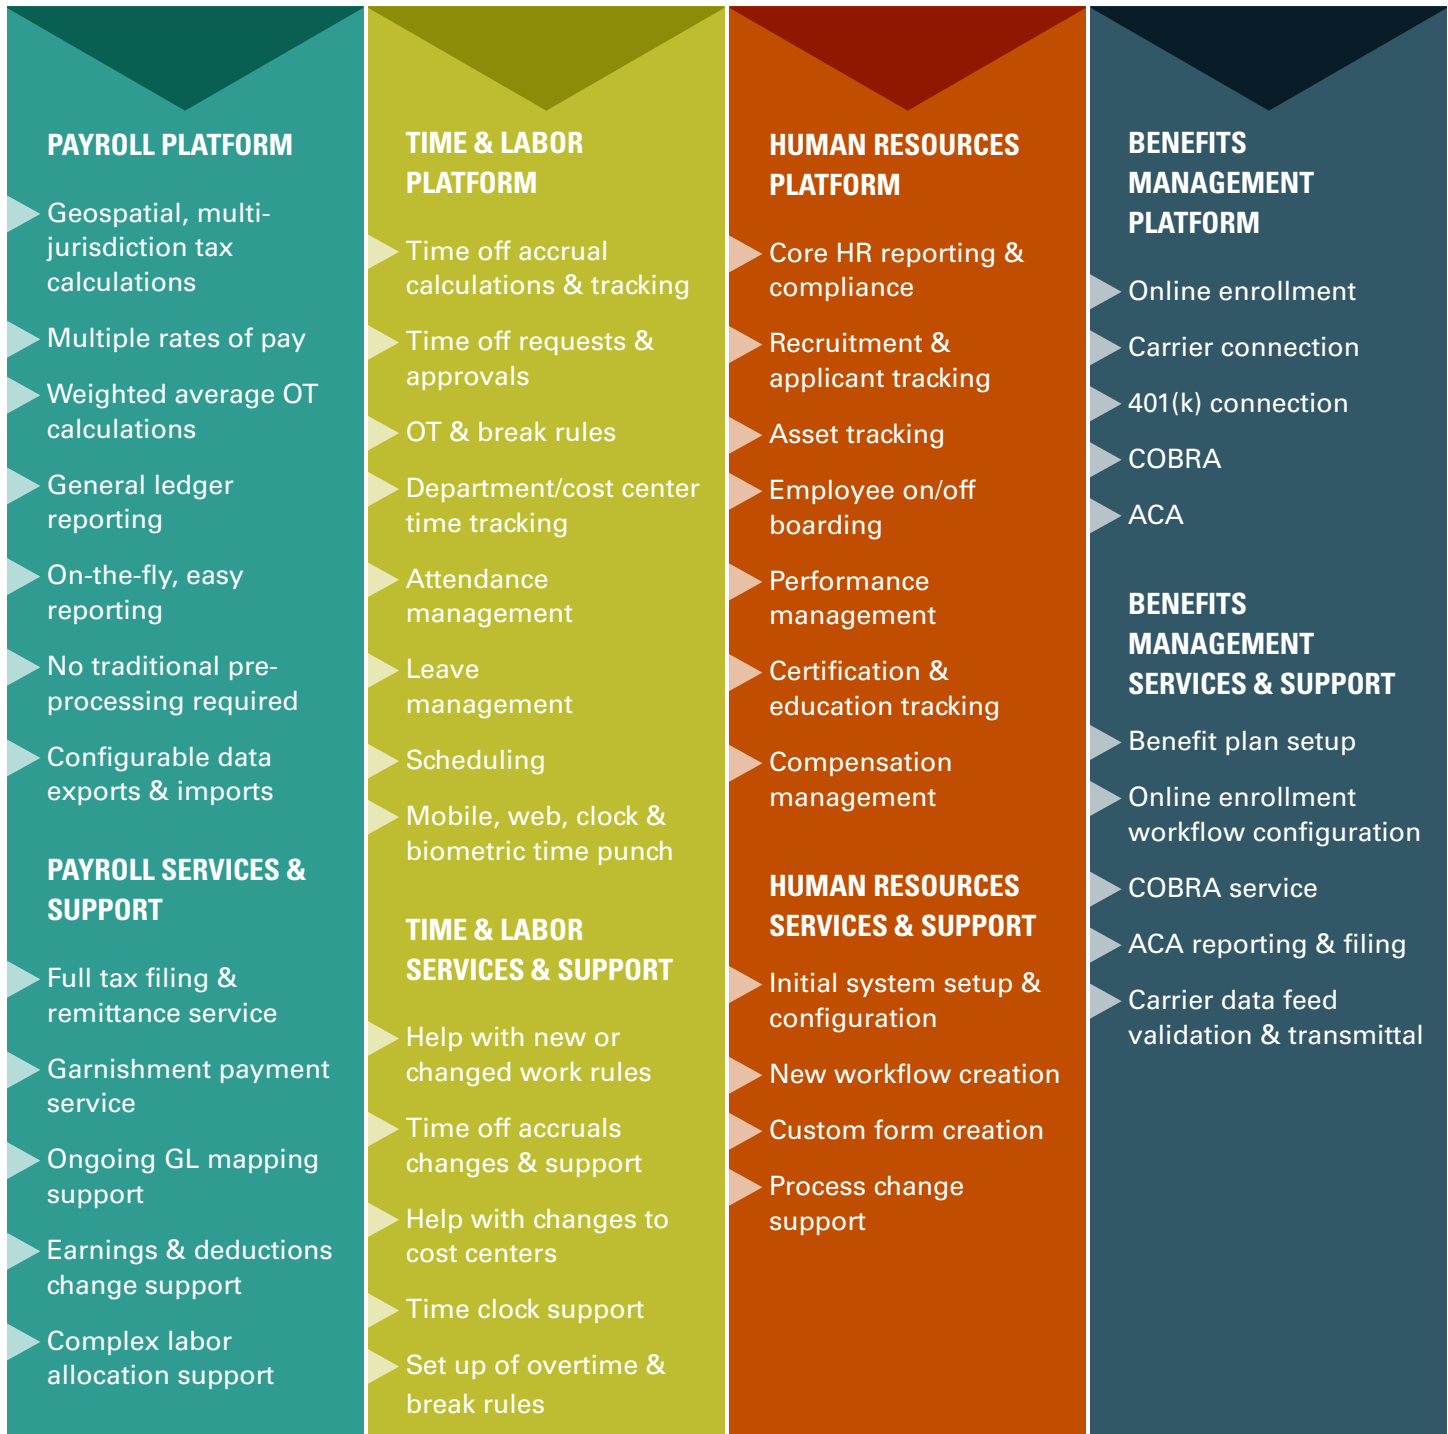 PAYROLL PLATFORM
Geospatial, multi-
jurisdiction tax
calculations
Multiple rates of pay
Weighted average OT
calculations
General ledger
reporting
On-the-fly, easy
reporting
No traditional pre-
processing required
Configurable data
exports & imports
PAYROLL SERVICES &
SUPPORT
Full tax filing &
remittance service
Garnishment payment
service
Ongoing GL mapping
support
Earnings & deductions
change support
Complex labor
allocation support
TIME & LABOR
PLATFORM
Time off accrual
calculations & tracking
Time off requests &
approvals
OT & break rules
Department/cost center
time tracking
Attendance
management
Leave
management
Scheduling
Mobile, web, clock &
biometric time punch
TIME & LABOR
SERVICES & SUPPORT
Help with new or
changed work rules
Time off accruals
changes & support
Help with changes to
cost centers
Time clock support
Set up of overtime &
break rules
HUMAN RESOURCES
PLATFORM
Core HR reporting &
compliance
Recruitment &
applicant tracking
Asset tracking
Employee on/off
boarding
Performance
management
Certification &
education tracking
Compensation
management
HUMAN RESOURCES
SERVICES & SUPPORT
Initial system setup &
configuration
New workflow creation
Custom form creation
Process change
support
BENEFITS
MANAGEMENT
PLATFORM
Online enrollment
Carrier connection
401(k) connection
COBRA
ACA
BENEFITS
MANAGEMENT
SERVICES & SUPPORT
Benefit plan setup
Online enrollment
workflow configuration
COBRA service
ACA reporting & filing
Carrier data feed
validation & transmittal